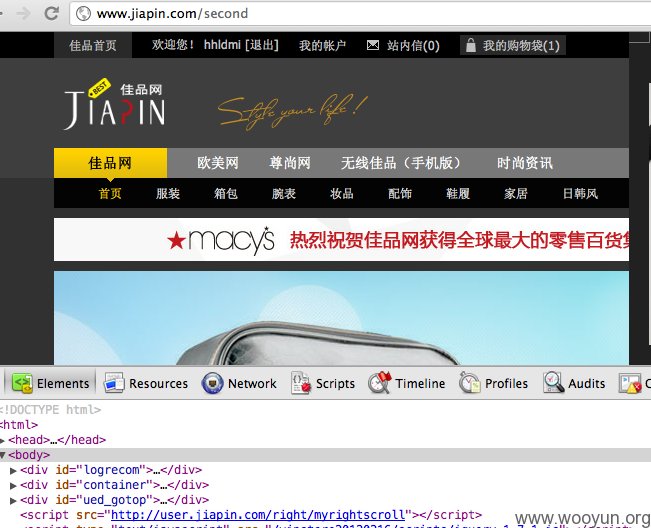 www.jiapin.com/second
佳品首页 欢迎您！ hhldmi [退出] 我的帐户 站内信(0) 我的购物袋(1)
BEST 佳品网
JIAPIN Style your life!
佳品网 欧美网 尊尚网 无线佳品（手机版） 时尚资讯
首页 服装 箱包 腕表 妆品 配饰 鞋履 家居 日韩风
★macy's 热烈祝贺佳品网获得全球最大的零售百货集
Elements Resources Network Scripts Timeline Profiles Audits
<!DOCTYPE html>
<html>
▶<head>…</head>
▼<body>
▶<div id="logrecom">…</div>
▶<div id="container">…</div>
▶<div id="ued_gotop">…</div>
<script src="http://user.jiapin.com/right/myrightscroll"></script>
www.wooyun.org